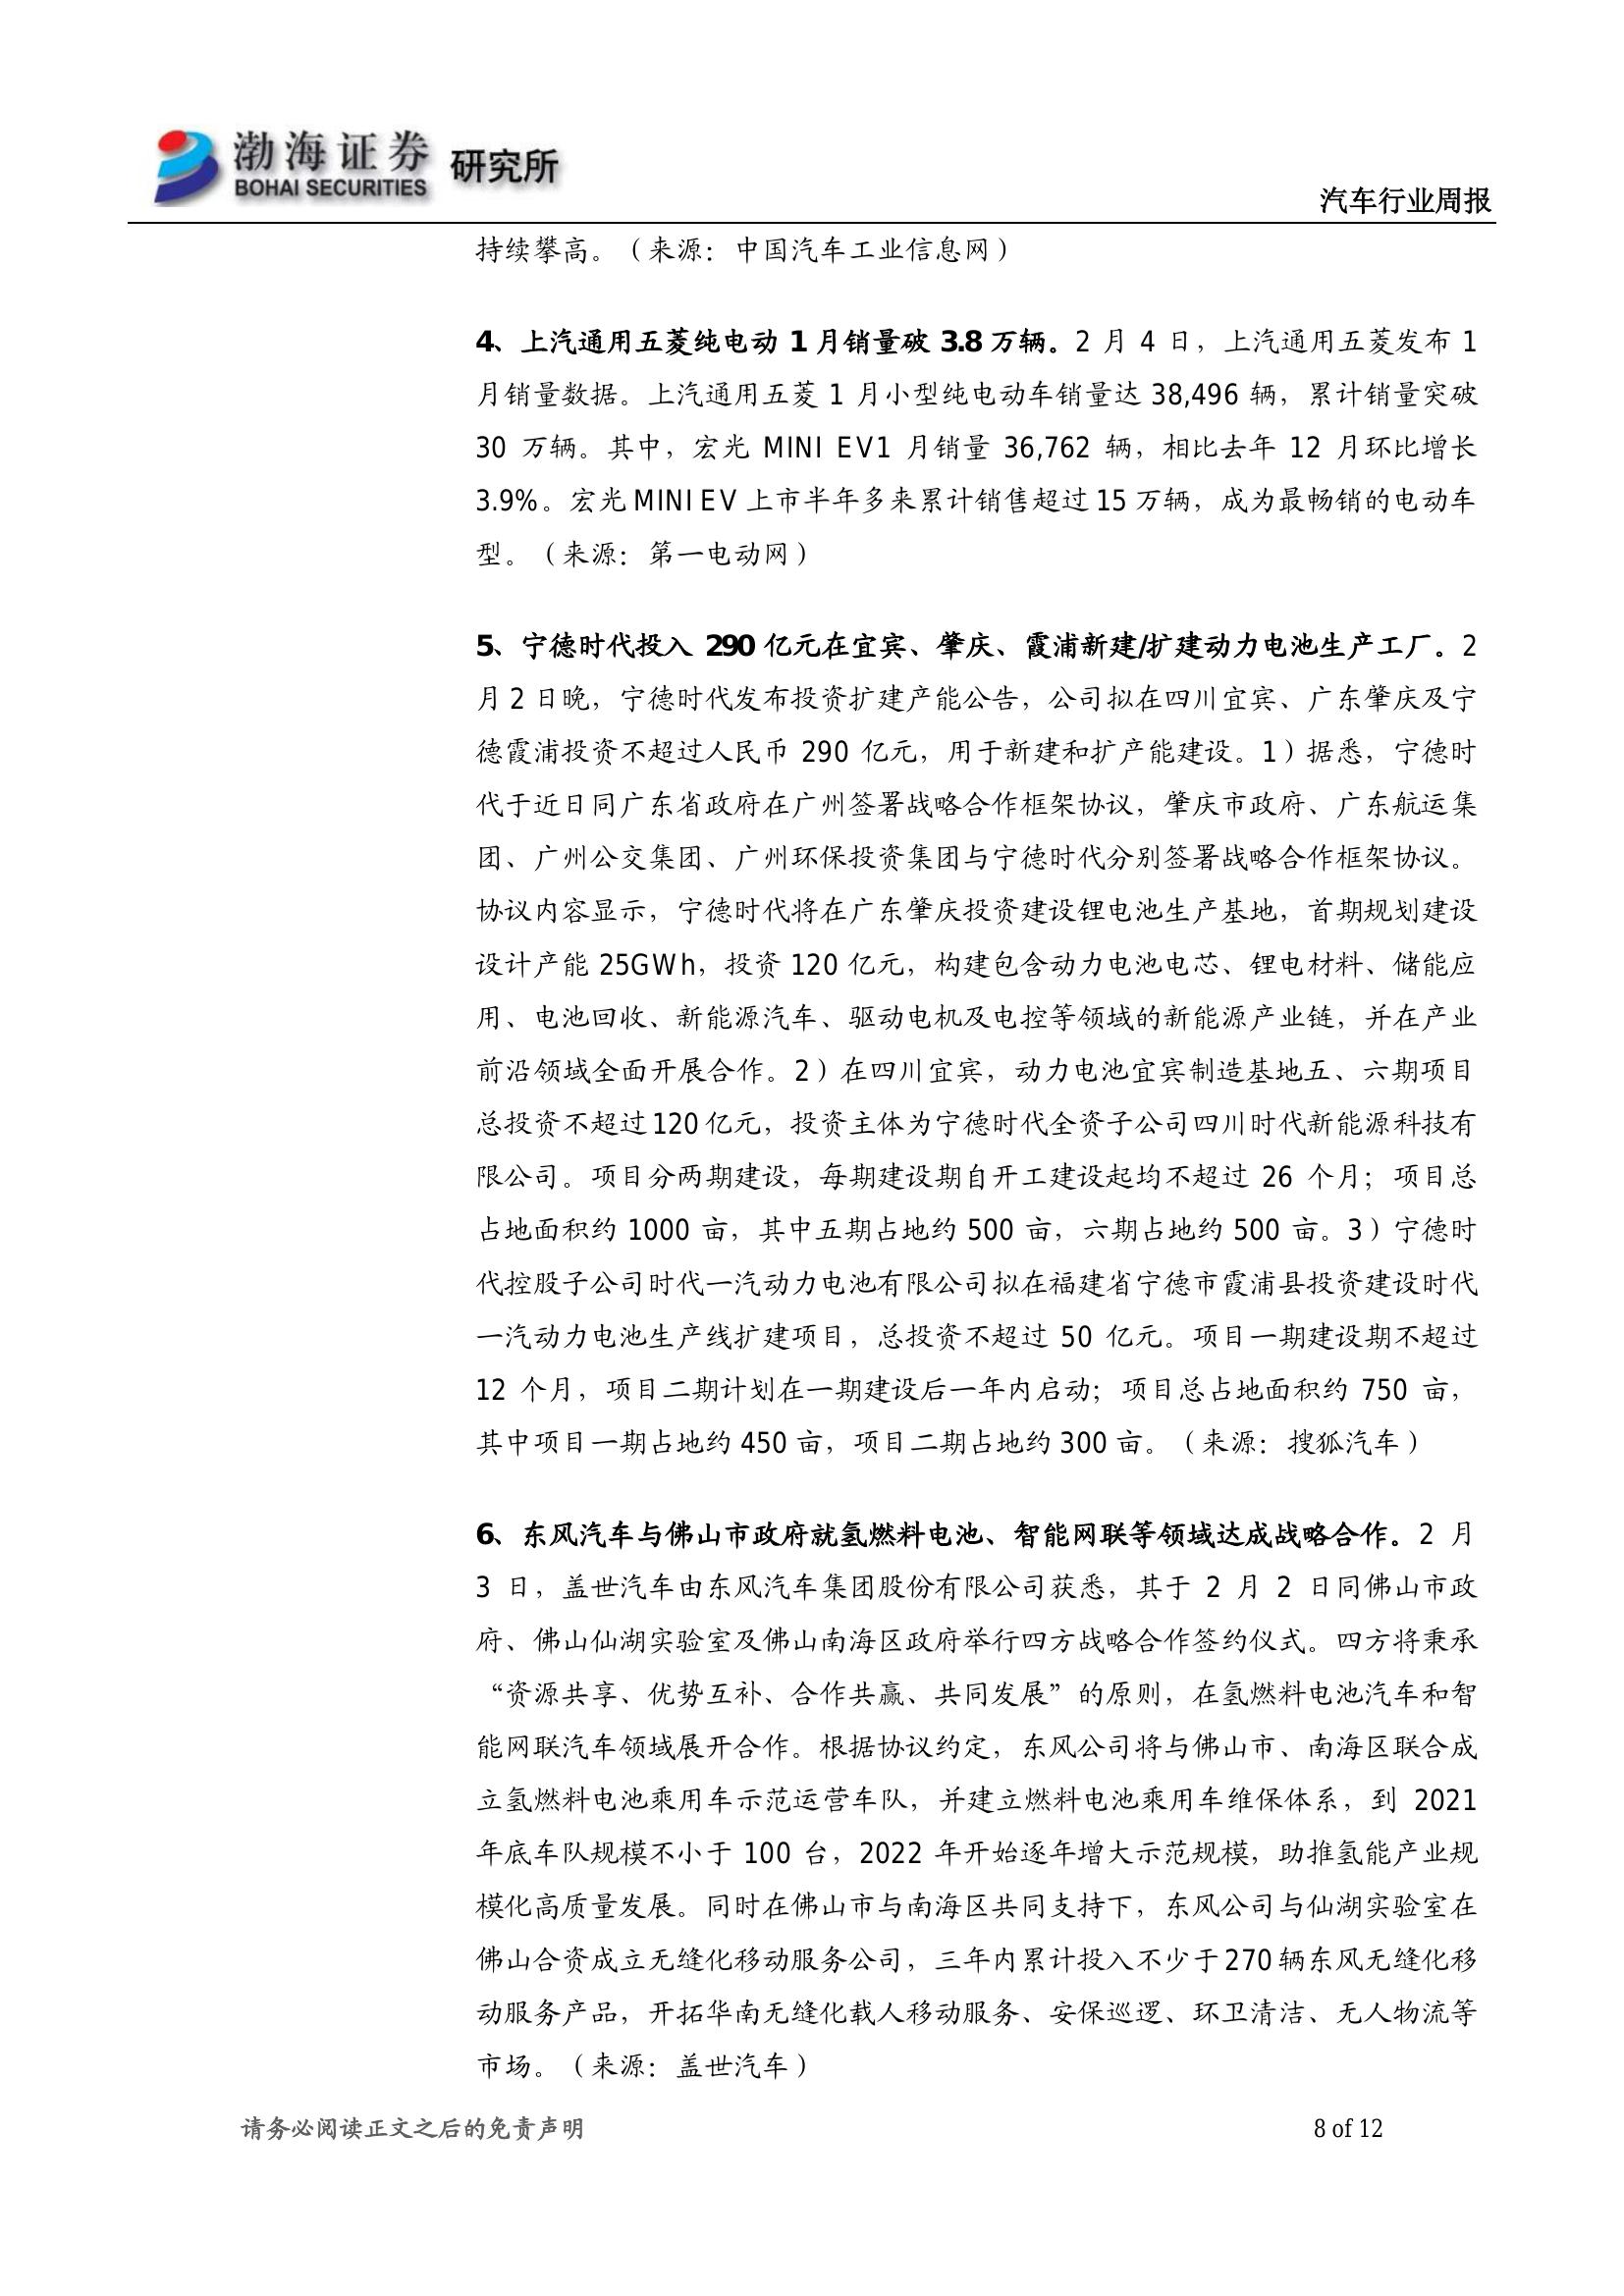 渤海证券 研究所
BOHAI SECURITIES
汽车行业周报
持续攀高。（来源：中国汽车工业信息网）
4、上汽通用五菱纯电动 1 月销量破 3.8 万辆。2 月 4 日，上汽通用五菱发布 1
月销量数据。上汽通用五菱 1 月小型纯电动车销量达 38,496 辆，累计销量突破
30 万辆。其中，宏光 MINI EV1 月销量 36,762 辆，相比去年 12 月环比增长
3.9%。宏光 MINI EV 上市半年多来累计销售超过 15 万辆，成为最畅销的电动车
型。（来源：第一电动网）
5、宁德时代投入 290 亿元在宜宾、肇庆、霞浦新建/扩建动力电池生产工厂。2
月 2 日晚，宁德时代发布投资扩建产能公告，公司拟在四川宜宾、广东肇庆及宁
德霞浦投资不超过人民币 290 亿元，用于新建和扩产能建设。1）据悉，宁德时
代于近日同广东省政府在广州签署战略合作框架协议，肇庆市政府、广东航运集
团、广州公交集团、广州环保投资集团与宁德时代分别签署战略合作框架协议。
协议内容显示，宁德时代将在广东肇庆投资建设锂电池生产基地，首期规划建设
设计产能 25GWh，投资 120 亿元，构建包含动力电池电芯、锂电材料、储能应
用、电池回收、新能源汽车、驱动电机及电控等领域的新能源产业链，并在产业
前沿领域全面开展合作。2）在四川宜宾，动力电池宜宾制造基地五、六期项目
总投资不超过 120 亿元，投资主体为宁德时代全资子公司四川时代新能源科技有
限公司。项目分两期建设，每期建设期自开工建设起均不超过 26 个月；项目总
占地面积约 1000 亩，其中五期占地约 500 亩，六期占地约 500 亩。3）宁德时
代控股子公司时代一汽动力电池有限公司拟在福建省宁德市霞浦县投资建设时代
一汽动力电池生产线扩建项目，总投资不超过 50 亿元。项目一期建设期不超过
12 个月，项目二期计划在一期建设后一年内启动；项目总占地面积约 750 亩，
其中项目一期占地约 450 亩，项目二期占地约 300 亩。（来源：搜狐汽车）
6、东风汽车与佛山市政府就氢燃料电池、智能网联等领域达成战略合作。2 月
3 日，盖世汽车由东风汽车集团股份有限公司获悉，其于 2 月 2 日同佛山市政
府、佛山仙湖实验室及佛山南海区政府举行四方战略合作签约仪式。四方将秉承
“资源共享、优势互补、合作共赢、共同发展”的原则，在氢燃料电池汽车和智
能网联汽车领域展开合作。根据协议约定，东风公司将与佛山市、南海区联合成
立氢燃料电池乘用车示范运营车队，并建立燃料电池乘用车维保体系，到 2021
年底车队规模不小于 100 台，2022 年开始逐年增大示范规模，助推氢能产业规
模化高质量发展。同时在佛山市与南海区共同支持下，东风公司与仙湖实验室在
佛山合资成立无缝化移动服务公司，三年内累计投入不少于 270 辆东风无缝化移
动服务产品，开拓华南无缝化载人移动服务、安保巡逻、环卫清洁、无人物流等
市场。（来源：盖世汽车）
请务必阅读正文之后的免责声明
8 of 12